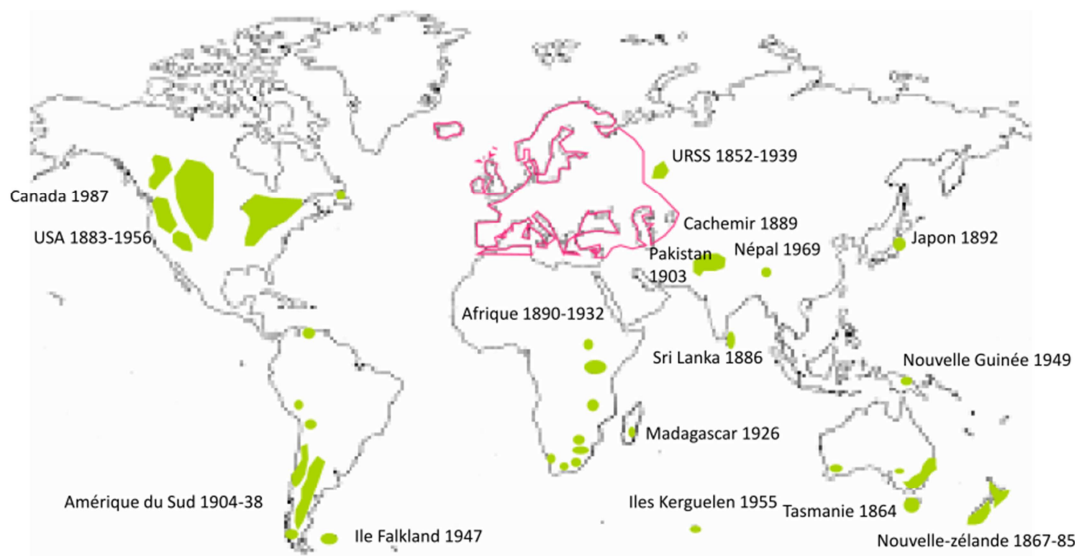 URSS 1852-1939
Canada 1987
Cachemir 1889
USA 1883-1956
Japon 1892
Pakistan
1903
Népal 1969
Afrique 1890-1932
Sri Lanka 1886
Nouvelle Guinée 1949
Madagascar 1926
Amérique du Sud 1904-38
Iles Kerguelen 1955
Tasmanie 1864
Ile Falkland 1947
Nouvelle-zélande 1867-85